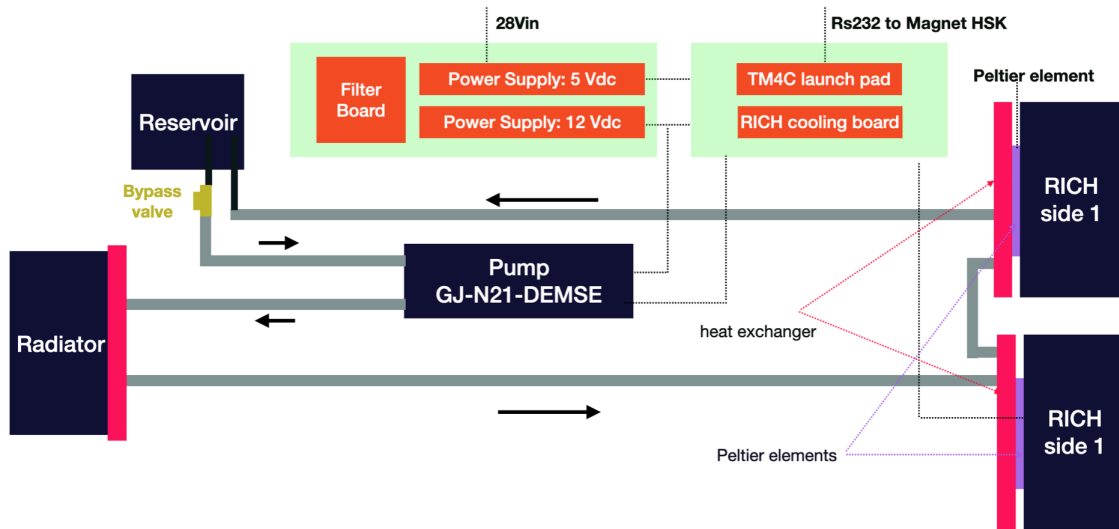 28Vin
Rs232 to Magnet HSK
Filter
Board
Power Supply: 5 Vdc
Power Supply: 12 Vdc
TM4C launch pad
RICH cooling board
Peltier element
Reservoir
Bypass
valve
RICH
side 1
Pump
GJ-N21-DEMSE
Radiator
heat exchanger
Peltier elements
RICH
side 1